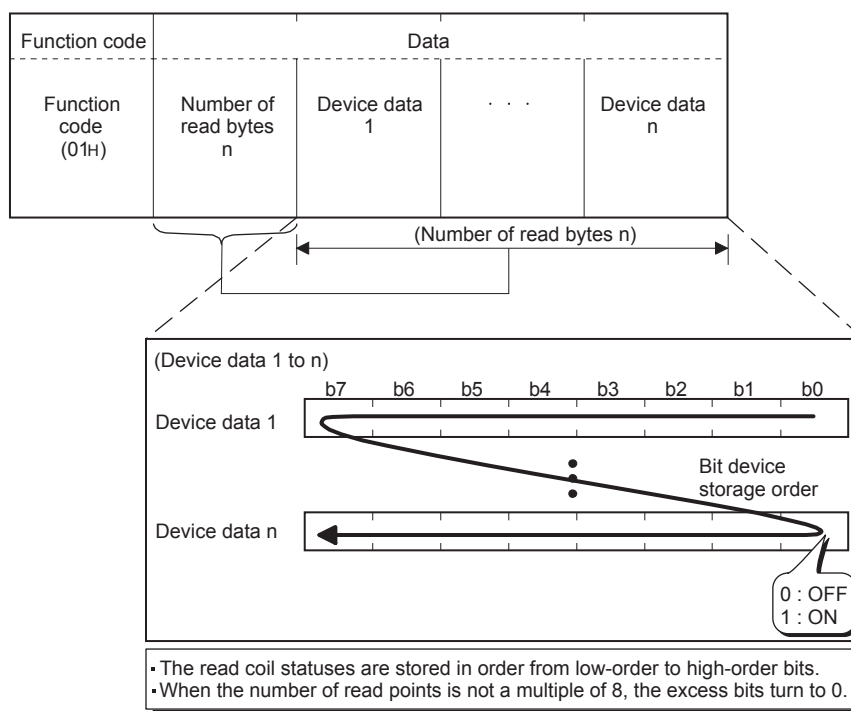 Function code Data
Function code (01H)
Number of read bytes n
Device data 1
· · ·
Device data n
(Number of read bytes n)
(Device data 1 to n)
b7 b6 b5 b4 b3 b2 b1 b0
Device data 1
Bit device storage order
Device data n
0 : OFF
1 : ON
· The read coil statuses are stored in order from low-order to high-order bits.
· When the number of read points is not a multiple of 8, the excess bits turn to 0.